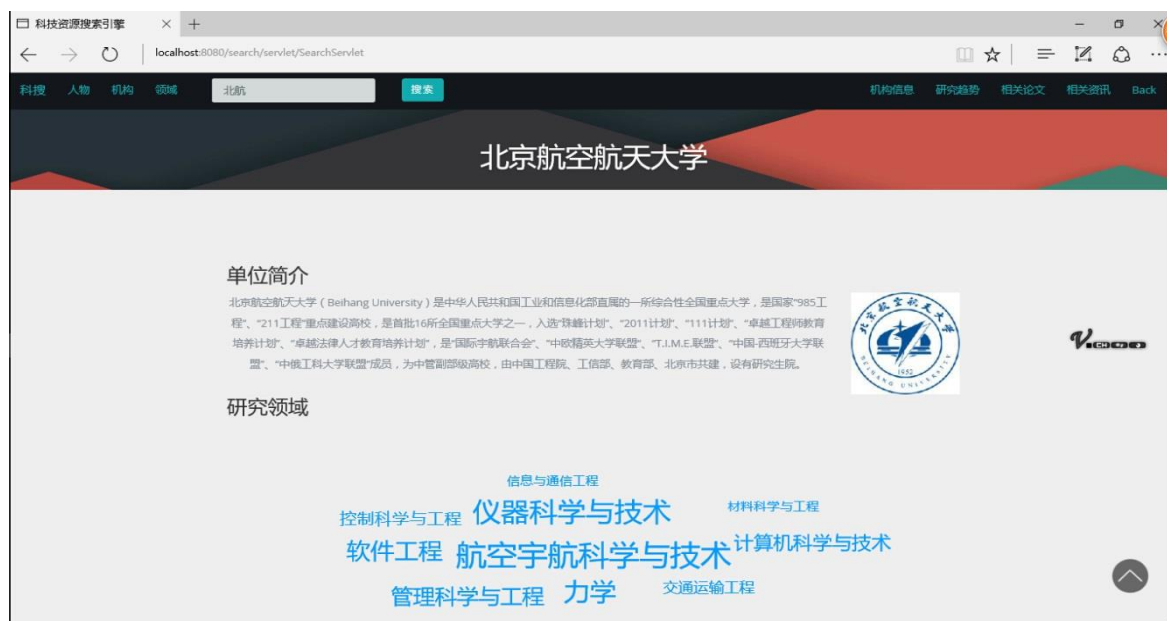 科技资源搜索引擎
localhost:8080/search/servlet/SearchServlet
科搜 人物 机构 领域 北航 搜索 机构信息 研究趋势 相关论文 相关资讯 Back
北京航空航天大学
单位简介
北京航空航天大学(Beihang University)是中华人民共和国工业和信息化部直属的一所综合性全国重点大学,是国家“985工
程”、“211工程”重点建设高校,是首批16所全国重点大学之一,入选“珠峰计划”、“2011计划”、“111计划”、“卓越工程师教育
培养计划”、“卓越法律人才教育培养计划”,是“国际宇航联合会”、“中欧精英大学联盟”、“T.I.M.E.联盟”、“中国-西班牙大学联
盟”、“中俄工科大学联盟”成员,为中管副部级高校,由中国工程院、工信部、教育部、北京市共建,设有研究生院。
北京航空航天大学
1952
BEIHANG UNIVERSITY
研究领域
信息与通信工程
控制科学与工程 仪器科学与技术 材料科学与工程
软件工程 航空宇航科学与技术 计算机科学与技术
管理科学与工程 力学 交通运输工程